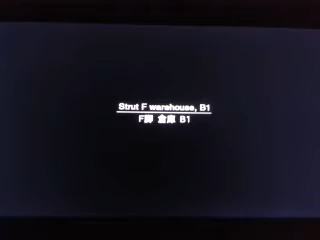 Strut F warehouse, B1
F脚 倉庫 B1